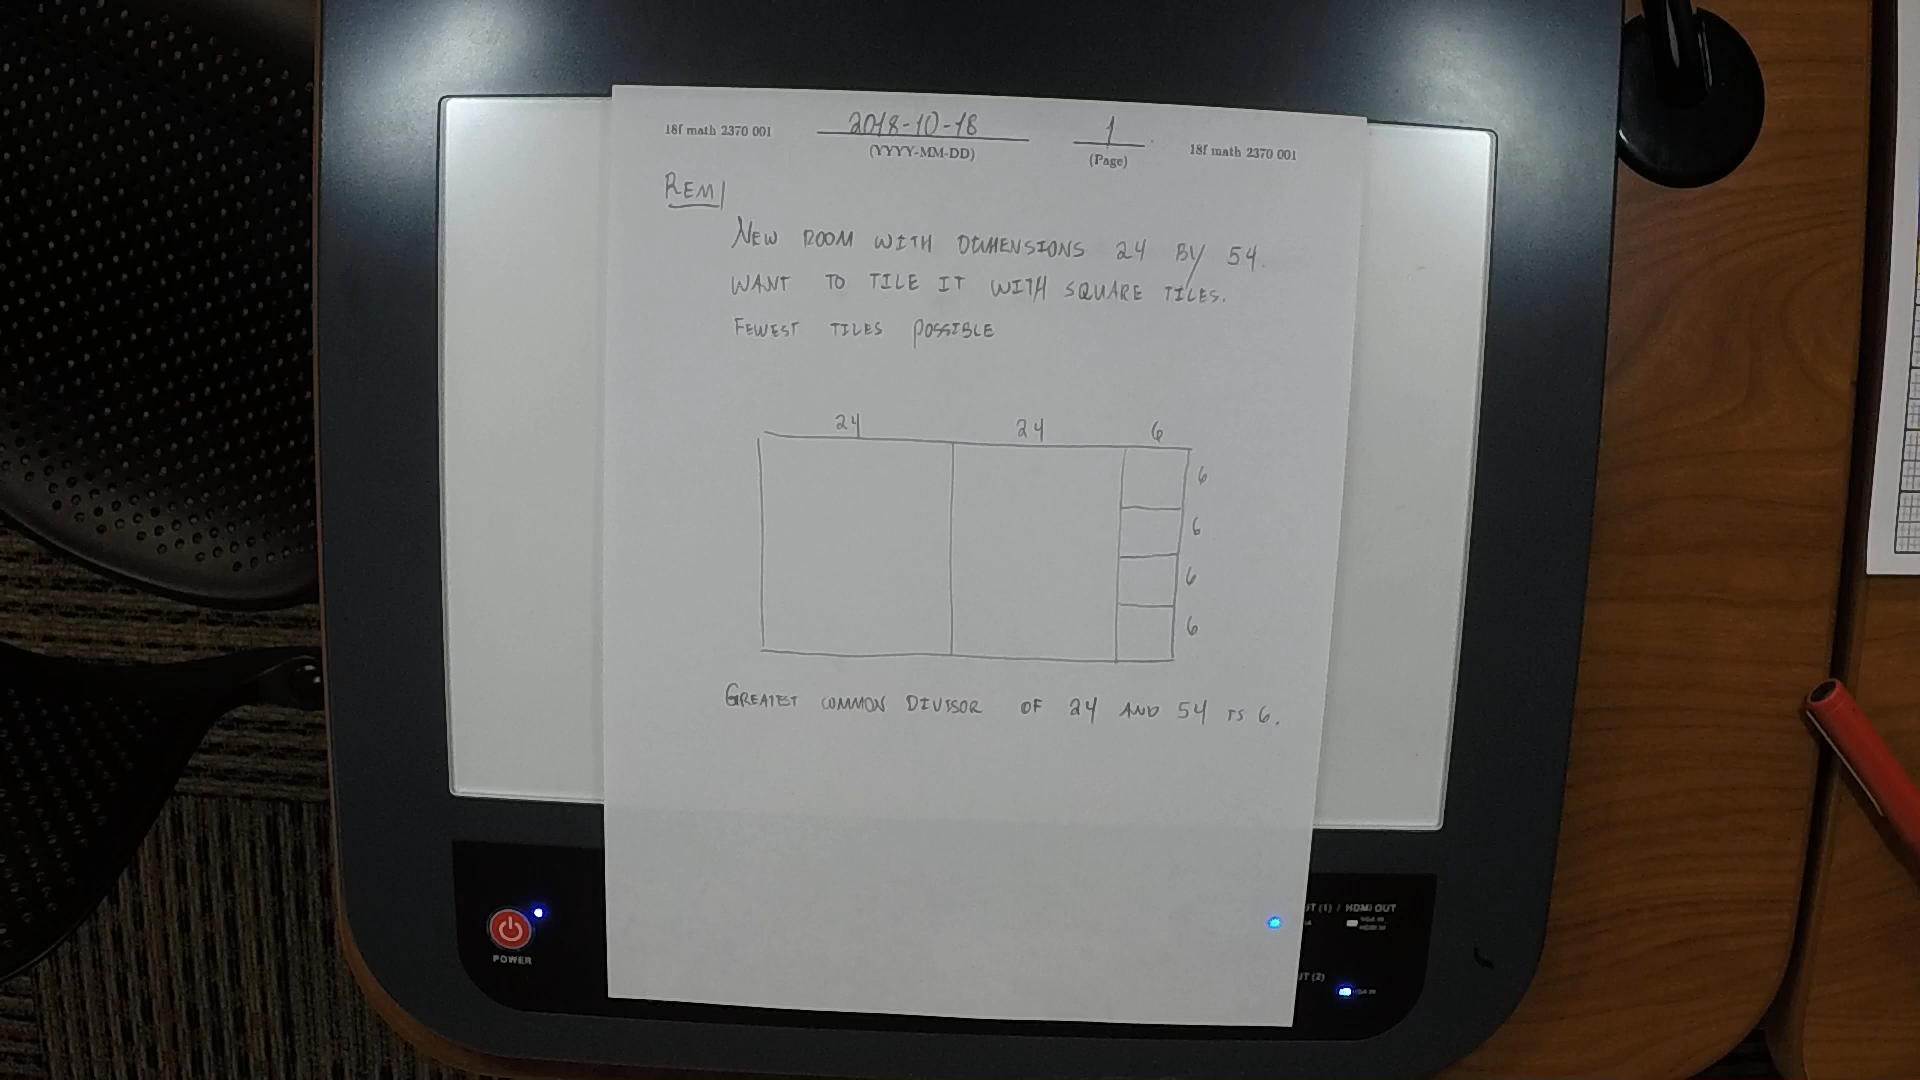 18f math 2370 001 2018-10-18 1 18f math 2370 001
(YYYY-MM-DD) (Page)
REM
NEW ROOM WITH DIMENSIONS 24 BY 54.
WANT TO TILE IT WITH SQUARE TILES.
FEWEST TILES POSSIBLE
24 24 6
6
6
6
6
GREATEST COMMON DIVISOR OF 24 AND 54 IS 6.
POWER
/ HDMI OUT
VGA IN